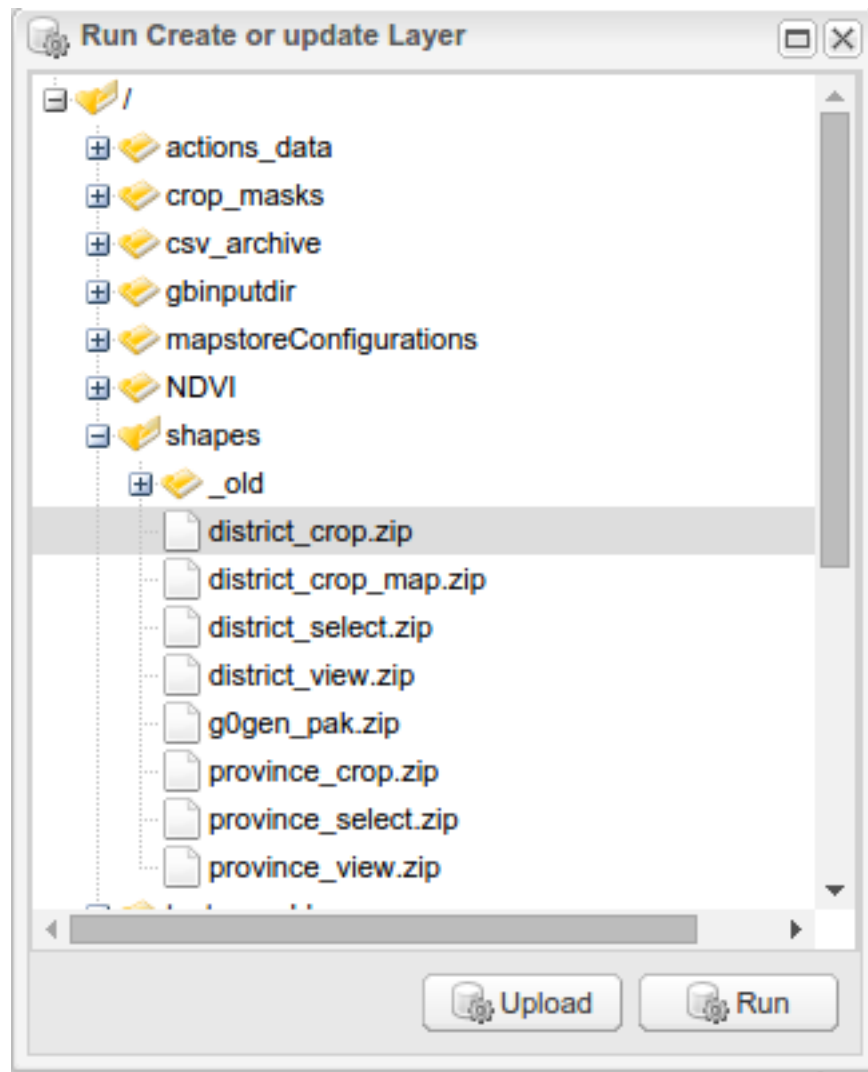 Run Create or update Layer
/
actions_data
crop_masks
csv_archive
gbinputdir
mapstoreConfigurations
NDVI
shapes
_old
district_crop.zip
district_crop_map.zip
district_select.zip
district_view.zip
g0gen_pak.zip
province_crop.zip
province_select.zip
province_view.zip
Upload Run